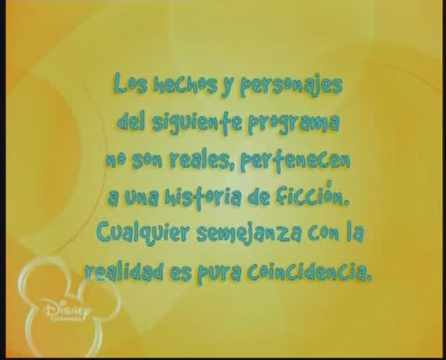 Los hechos y personajes
del siguiente programa
no son reales, pertenecen
a una historia de ficción.
Cualquier semejanza con la
realidad es pura coincidencia.
Disney
CHANNEL